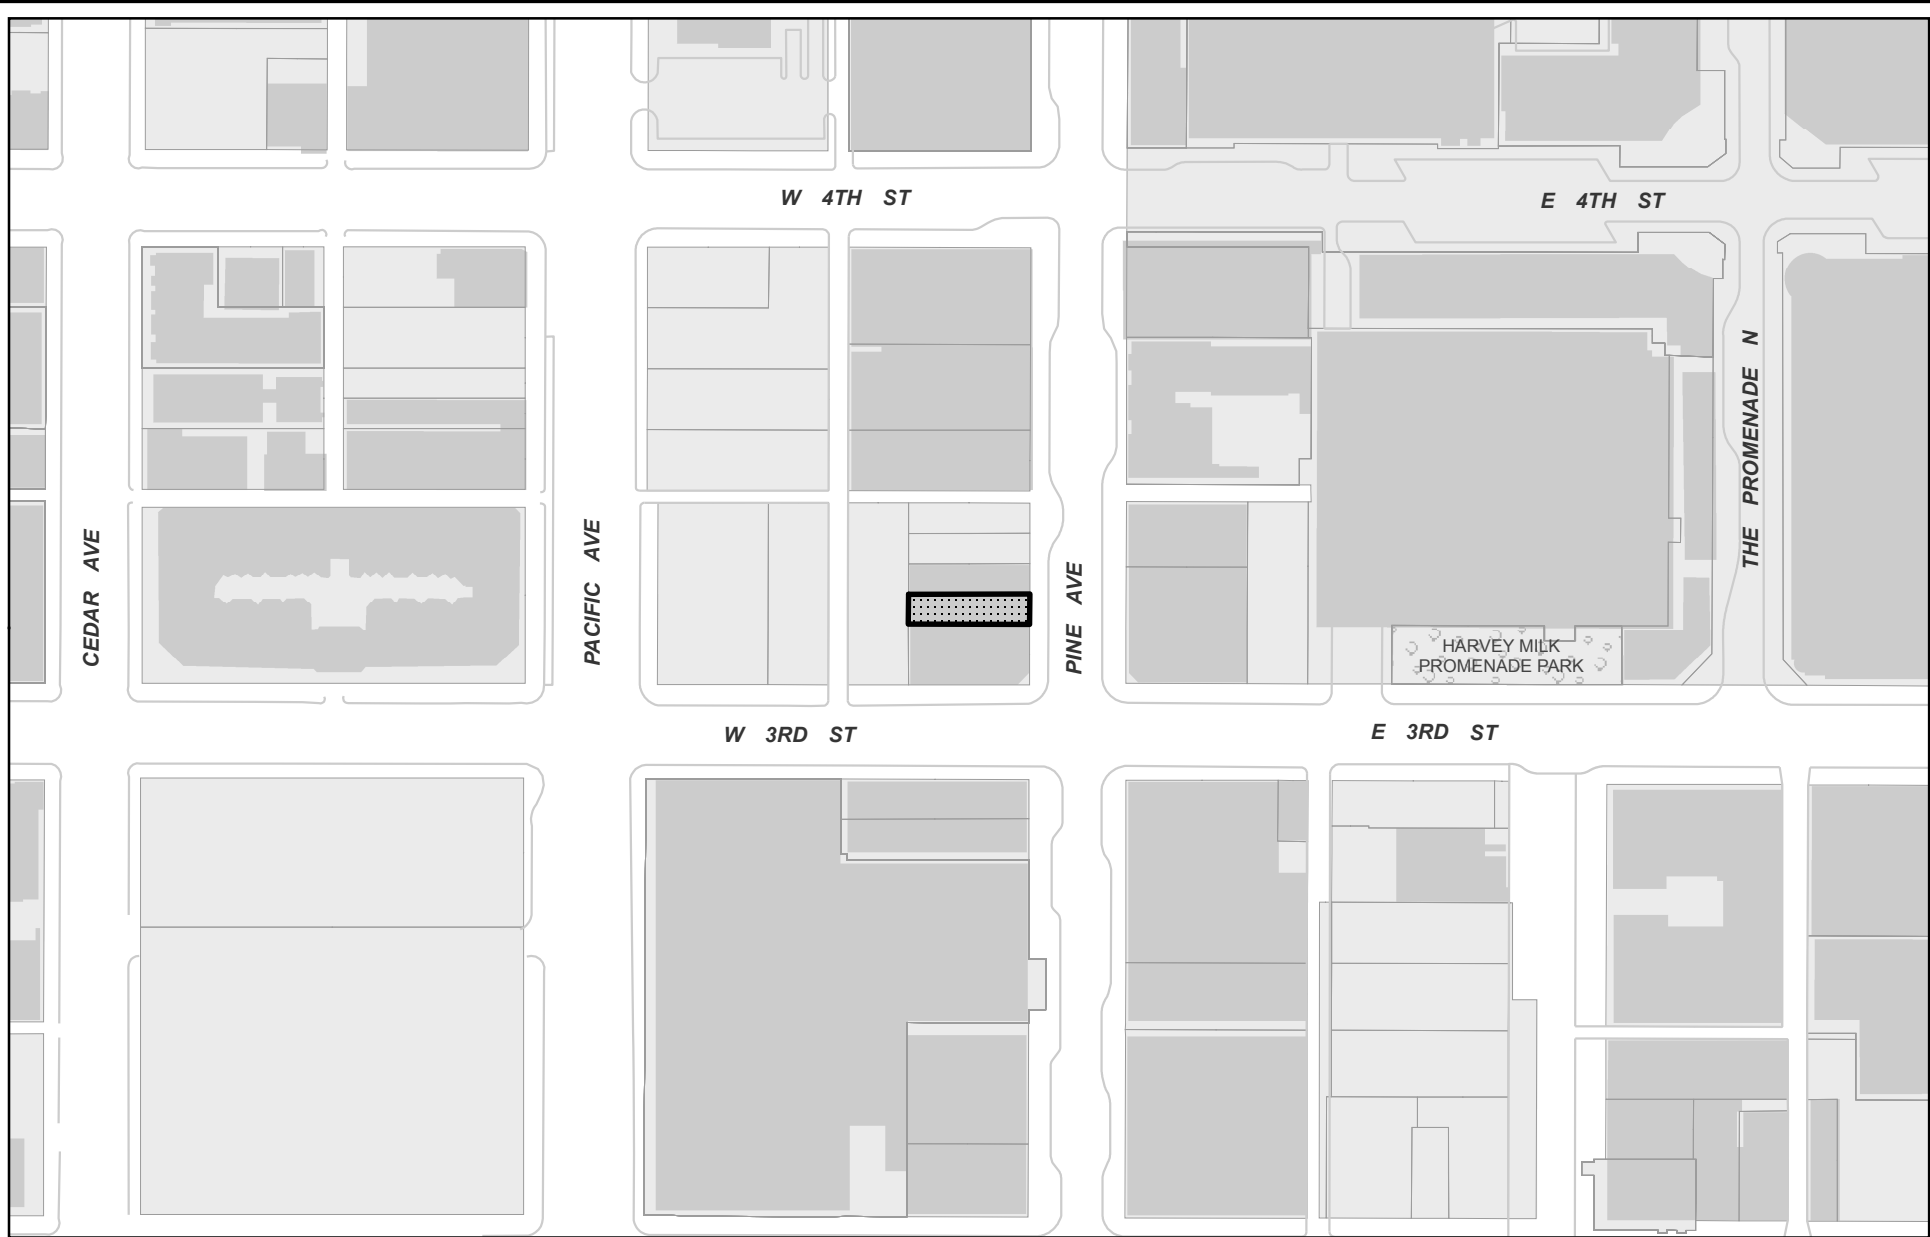 W 4TH ST
E 4TH ST
THE PROMENADE N
CEDAR AVE
PACIFIC AVE
PINE AVE
HARVEY MILK
PROMENADE PARK
W 3RD ST
E 3RD ST